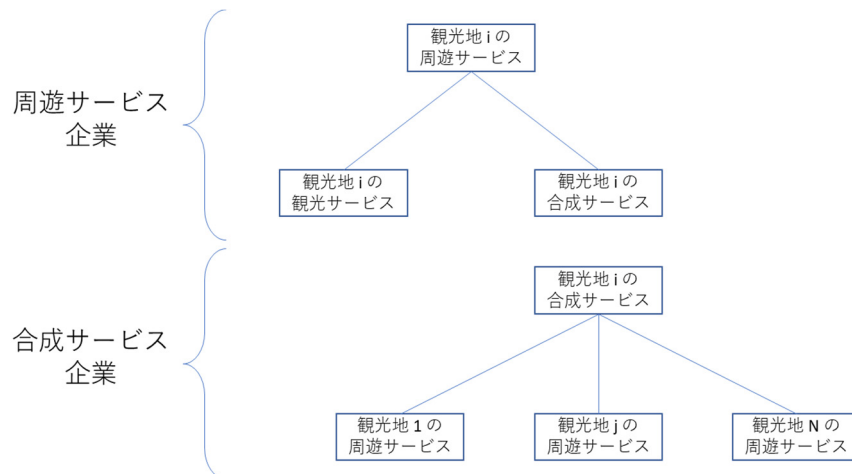 周遊サービス
企業
観光地 i の
周遊サービス
観光地 i の
観光サービス
観光地 i の
合成サービス
合成サービス
企業
観光地 i の
合成サービス
観光地 1 の
周遊サービス
観光地 j の
周遊サービス
観光地 N の
周遊サービス